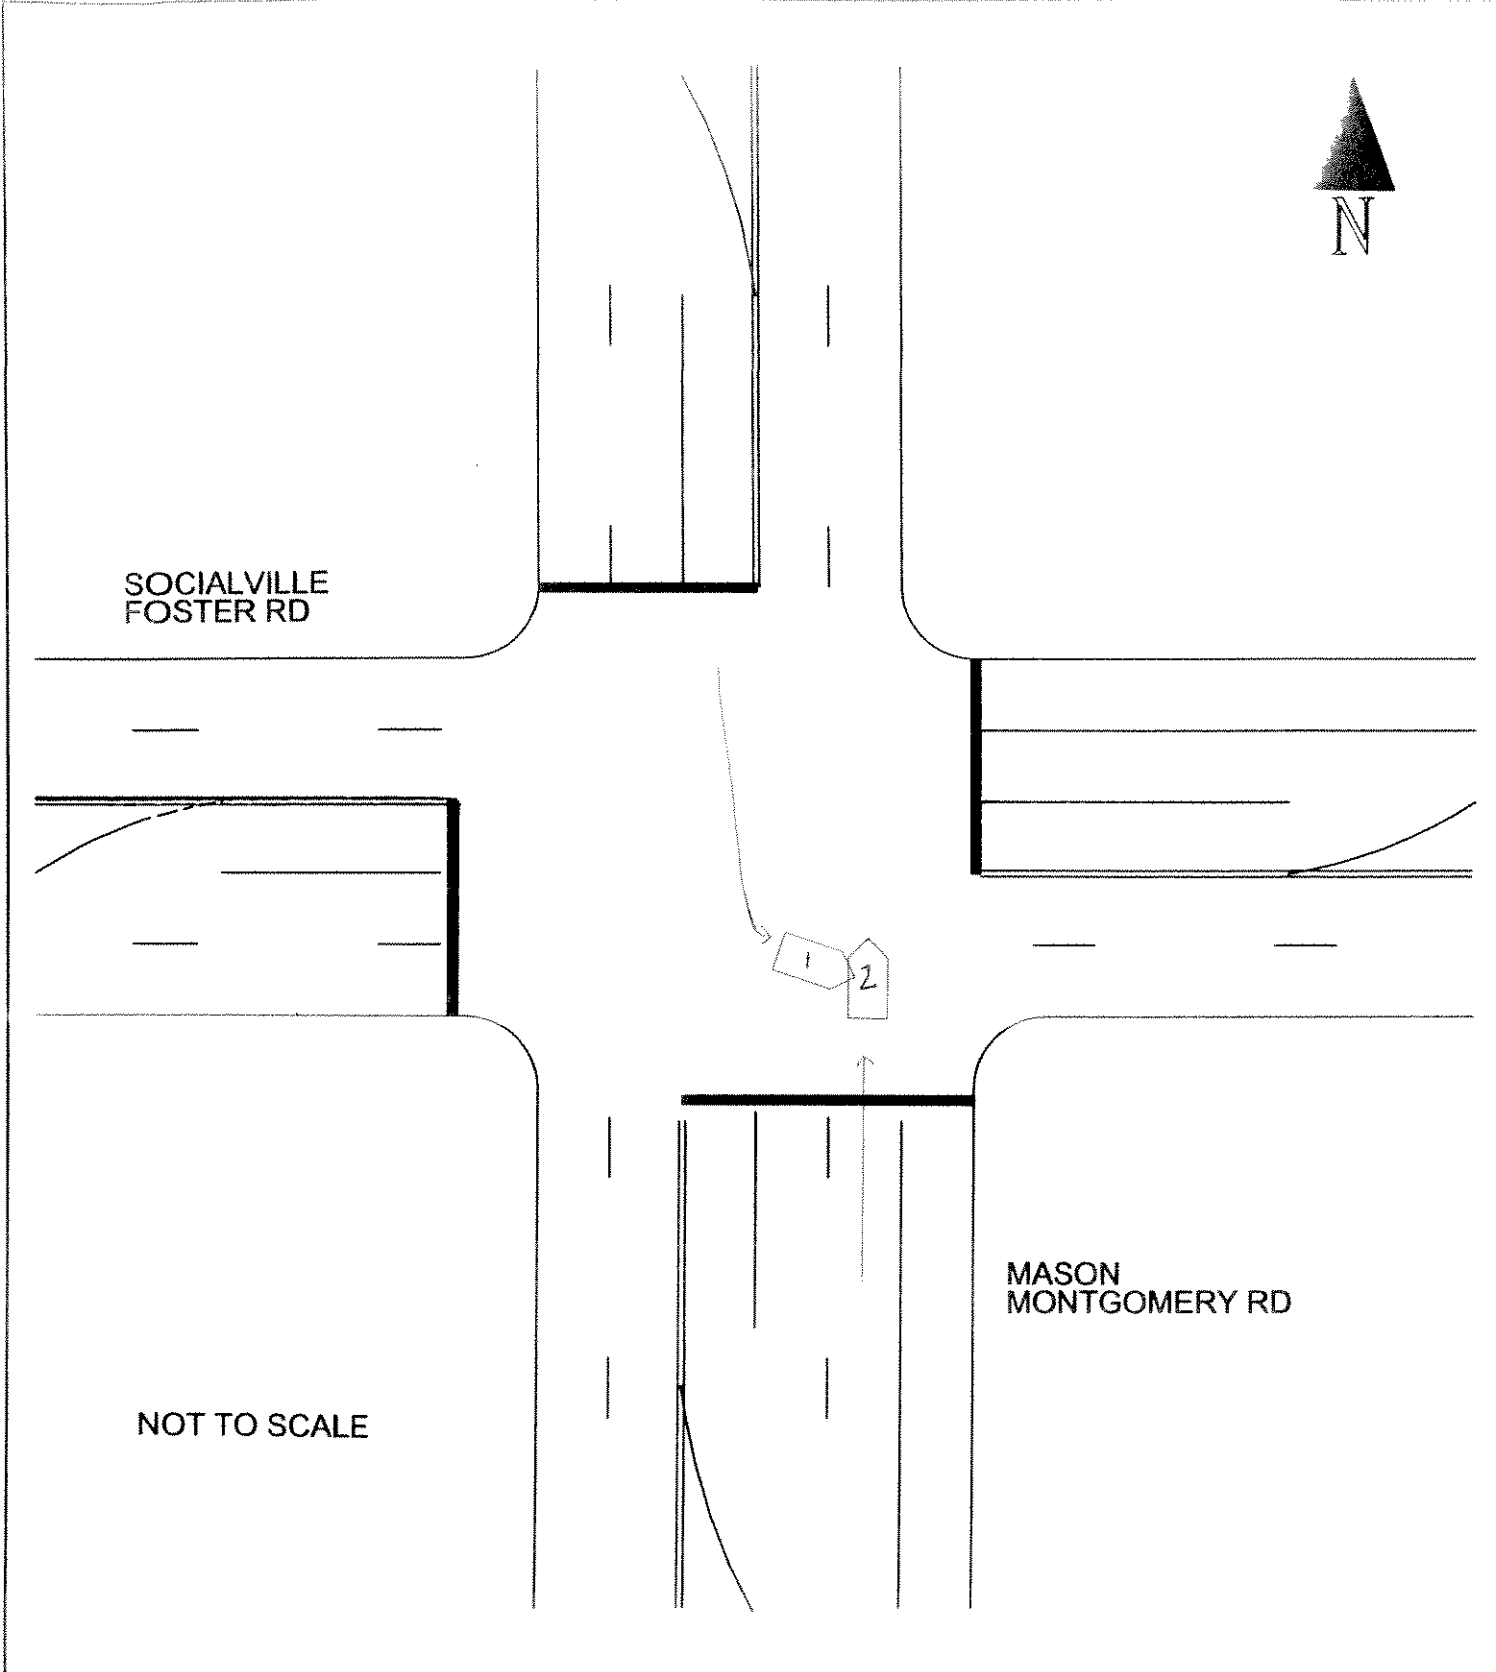 N
SOCIALVILLE
FOSTER RD
1
2
MASON
MONTGOMERY RD
NOT TO SCALE